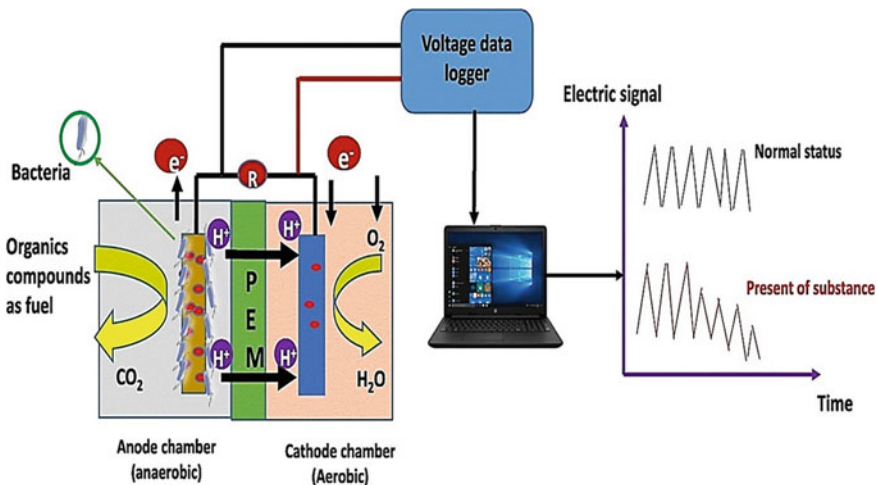 Voltage data
logger
Electric signal
Normal status
Present of substance
Time
Bacteria
e-
R
e-
Organics
compounds
as fuel
H+
H+
O₂
P
E
M
H+
H+
CO₂
H₂O
Anode chamber
(anaerobic)
Cathode chamber
(Aerobic)